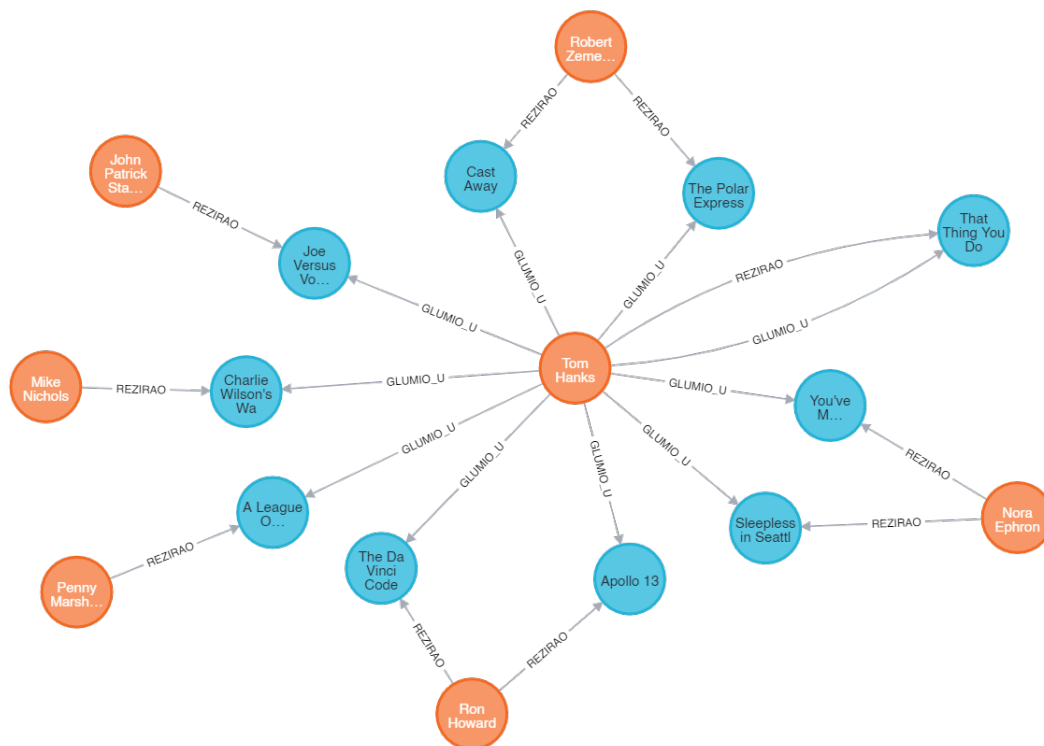 Robert
Zeme…
REZIRAO
REZIRAO
John
Patrick
Sta…
Cast
Away
The Polar
Express
REZIRAO
That
Thing You
Do
Joe
Versus
Vo…
GLUMIO_U
GLUMIO_U
REZIRAO
GLUMIO_U
GLUMIO_U
Tom
Hanks
Mike
Nichols
REZIRAO
Charlie
Wilson's
Wa
GLUMIO_U
GLUMIO_U
You've
M…
GLUMIO_U
GLUMIO_U
GLUMIO_U
GLUMIO_U
REZIRAO
A League
O…
Sleepless
in Seattl
REZIRAO
Nora
Ephron
REZIRAO
The Da
Vinci
Code
Apollo 13
Penny
Marsh…
REZIRAO
REZIRAO
Ron
Howard